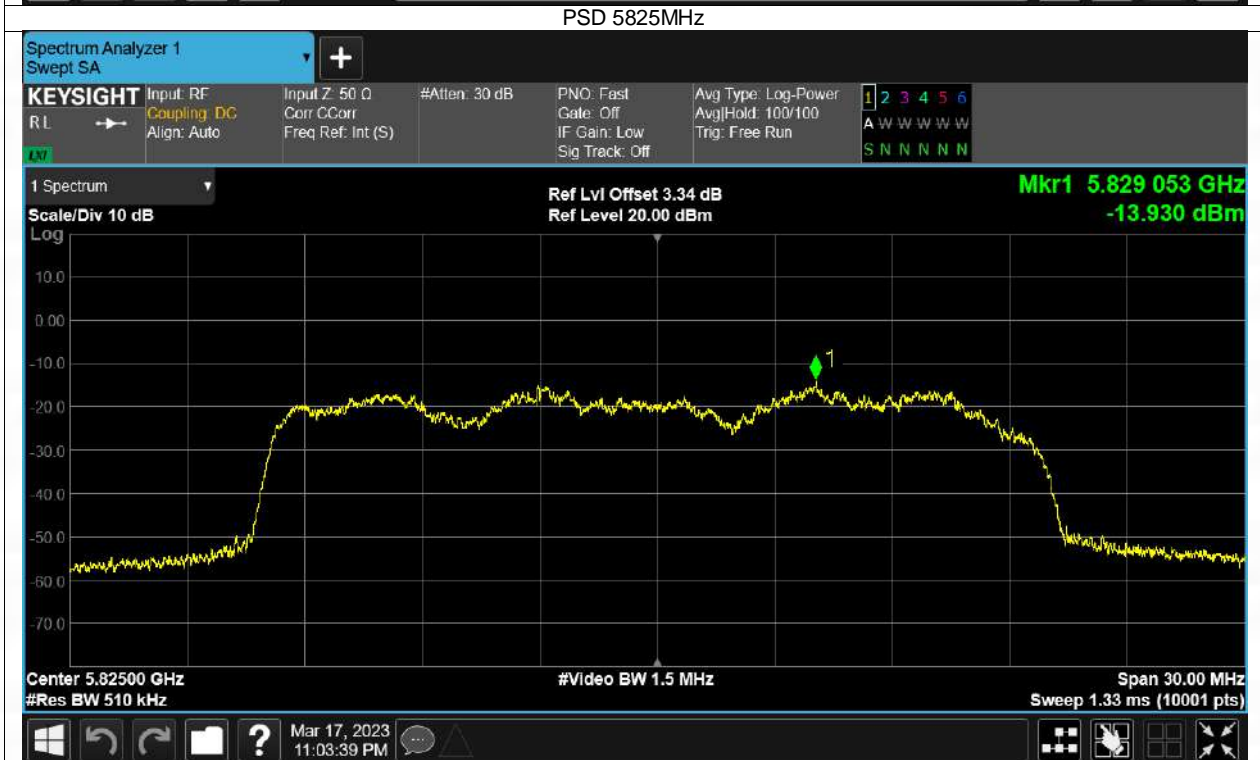 PSD 5825MHz
Spectrum Analyzer 1
Swept SA
+
KEYSIGHT
RL
LXI
Input: RF
Coupling: DC
Align: Auto
Input Z: 50 Ω
Corr CCorr
Freq Ref: Int (S)
#Atten: 30 dB
PNO: Fast
Gate: Off
IF Gain: Low
Sig Track: Off
Avg Type: Log-Power
Avg|Hold: 100/100
Trig: Free Run
1 2 3 4 5 6
A W W W W W
S N N N N N
1 Spectrum
Scale/Div 10 dB
Log
Ref Lvl Offset 3.34 dB
Ref Level 20.00 dBm
Mkr1 5.829 053 GHz
-13.930 dBm
10.0
0.00
-10.0
-20.0
-30.0
-40.0
-50.0
-60.0
-70.0
1
Center 5.82500 GHz
#Res BW 510 kHz
#Video BW 1.5 MHz
Span 30.00 MHz
Sweep 1.33 ms (10001 pts)
?
Mar 17, 2023
11:03:39 PM